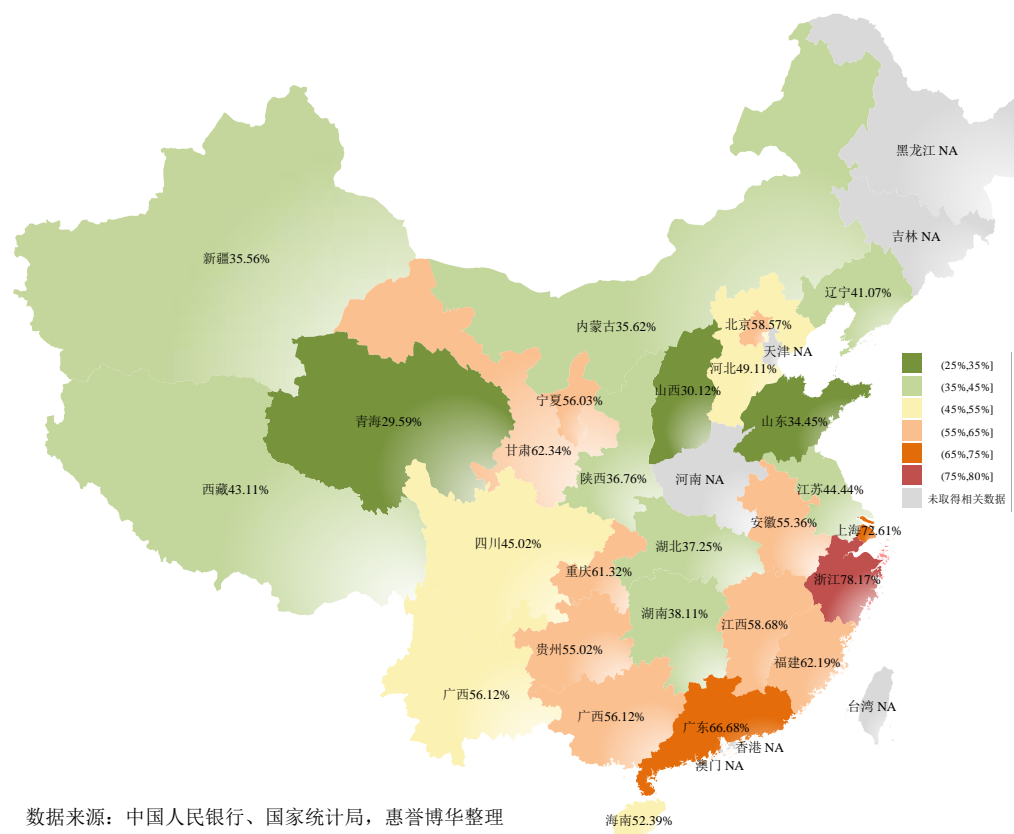 黑龙江 NA
吉林 NA
新疆35.56%
辽宁41.07%
内蒙古35.62%
北京58.57%
天津 NA
河北49.11%
(25%,35%]
(35%,45%]
(45%,55%]
(55%,65%]
(65%,75%]
(75%,80%]
未取得相关数据
山西30.12%
宁夏56.03%
青海29.59%
山东34.45%
甘肃62.34%
陕西36.76%
河南 NA
西藏43.11%
江苏44.44%
安徽55.36%
上海72.61%
四川45.02%
湖北37.25%
重庆61.32%
浙江78.17%
湖南38.11%
江西58.68%
贵州55.02%
福建62.19%
广西56.12%
广西56.12%
广东66.68%
台湾 NA
香港 NA
澳门 NA
海南52.39%
数据来源：中国人民银行、国家统计局，惠誉博华整理